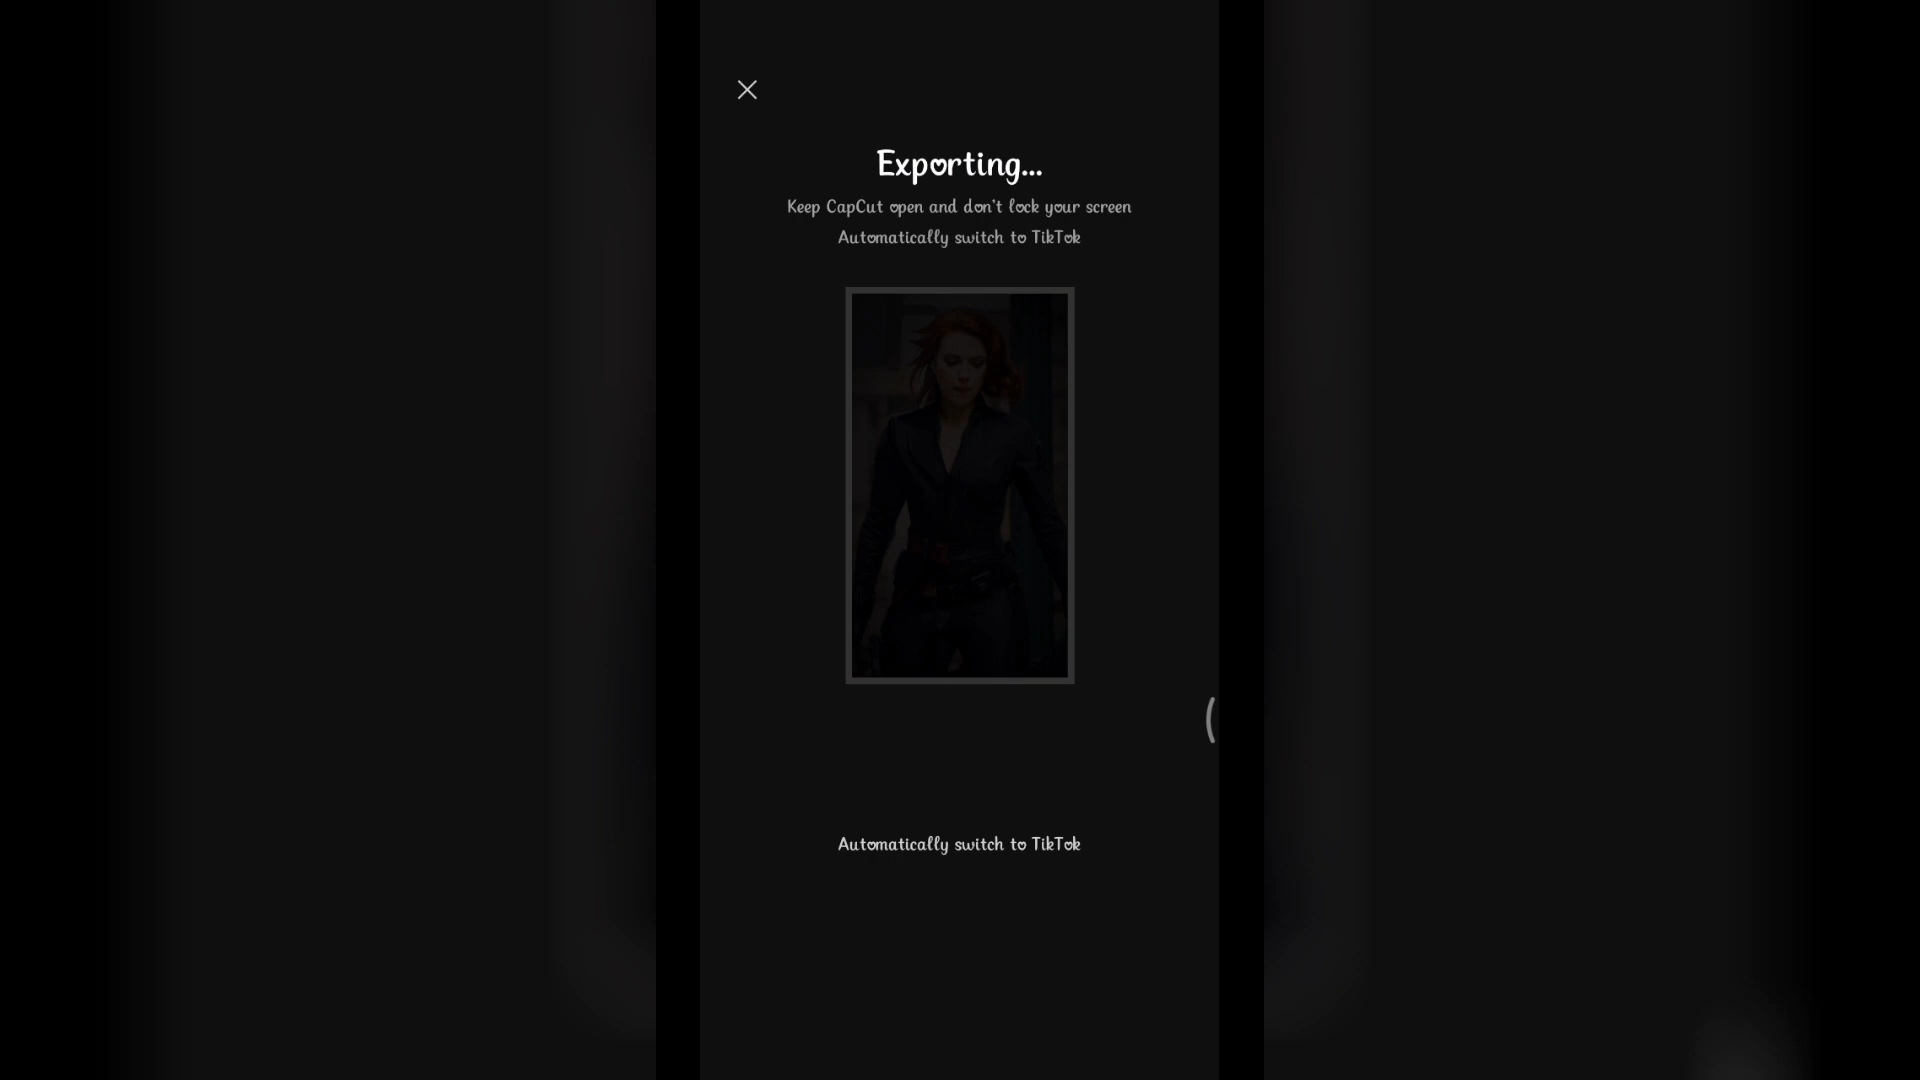 Exporting...
Keep CapCut open and don't lock your screen
Automatically switch to TikTok
Automatically switch to TikTok